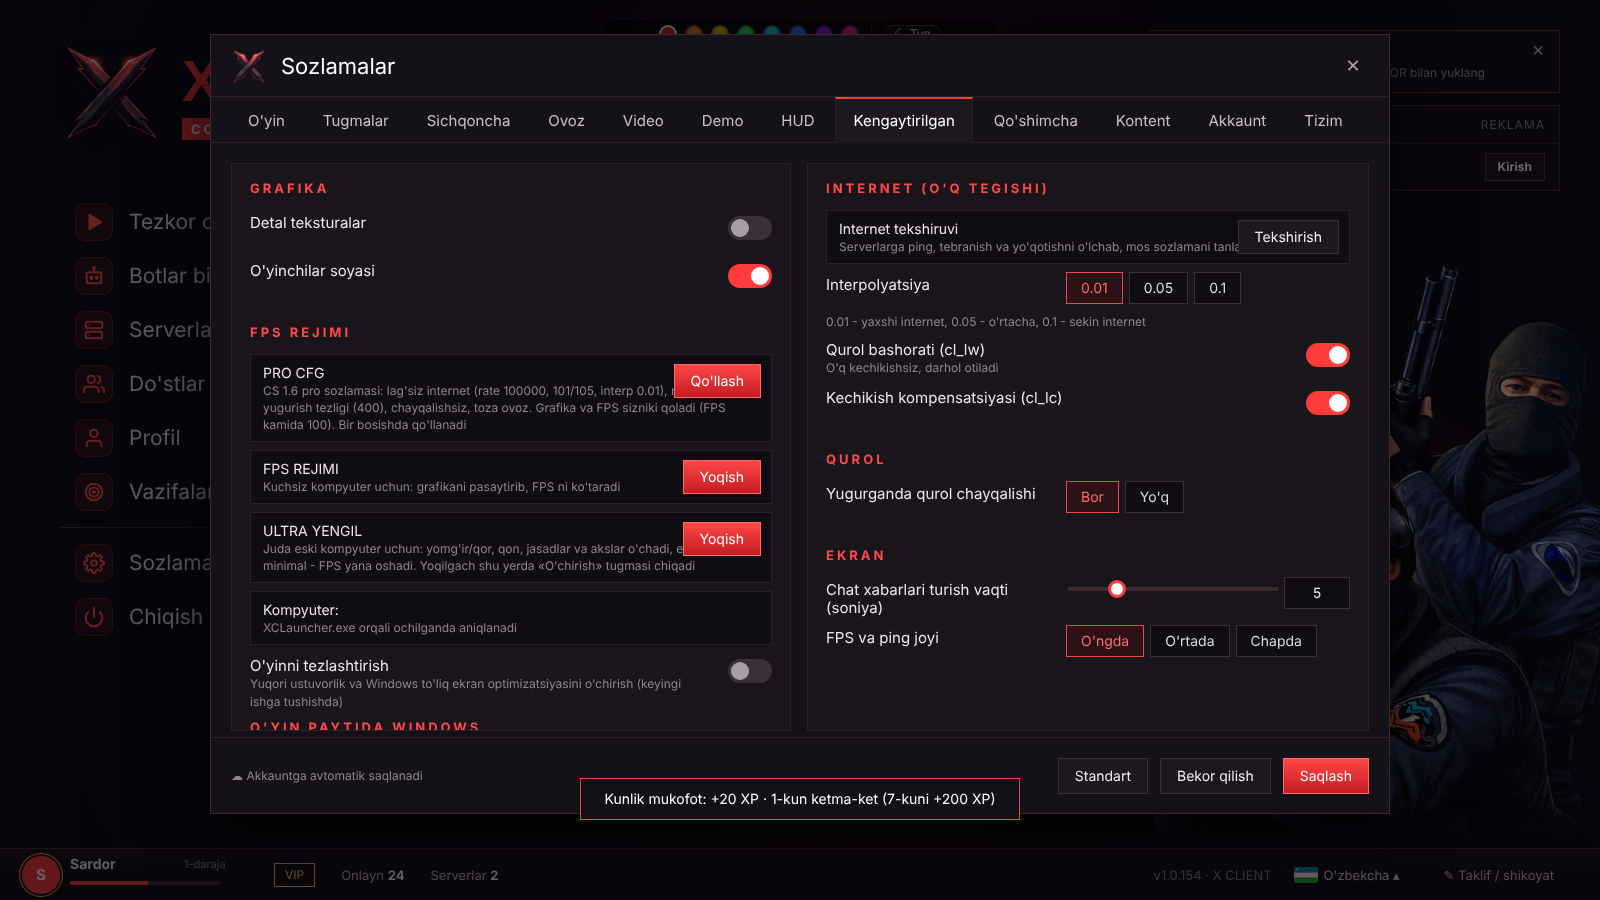 Sozlamalar
×
O'yin
Tugmalar
Sichqoncha
Ovoz
Video
Demo
HUD
Kengaytirilgan
Qo'shimcha
Kontent
Akkaunt
Tizim
GRAFIKA
Detal teksturalar
O'yinchilar soyasi
FPS REJIMI
PRO CFG
CS 1.6 pro sozlamasi: lag'siz internet (rate 100000, 101/105, interp 0.01),
yugurish tezligi (400), chayqalishsiz, toza ovoz. Grafika va FPS sizniki qoladi (FPS
kamida 100). Bir bosishda qo'llanadi
Qo'llash
FPS REJIMI
Kuchsiz kompyuter uchun: grafikani pasaytirib, FPS ni ko'taradi
Yoqish
ULTRA YENGIL
Juda eski kompyuter uchun: yomg'ir/qor, qon, jasadlar va akslar o'chadi,
minimal - FPS yana oshadi. Yoqilgach shu yerda «O'chirish» tugmasi chiqadi
Yoqish
Kompyuter:
XCLauncher.exe orqali ochilganda aniqlanadi
O'yinni tezlashtirish
Yuqori ustuvorlik va Windows to'liq ekran optimizatsiyasini o'chirish (keyingi
ishga tushishda)
O'YIN PAYTIDA WINDOWS
INTERNET (O'Q TEGISHI)
Internet tekshiruvi
Serverlarga ping, tebranish va yo'qotishni o'lchab, mos sozlamani
Tekshirish
Interpolyatsiya
0.01
0.05
0.1
0.01 - yaxshi internet, 0.05 - o'rtacha, 0.1 - sekin internet
Qurol bashorati (cl_lw)
O'q kechikishsiz, darhol otiladi
Kechikish kompensatsiyasi (cl_lc)
QUROL
Yugurganda qurol chayqalishi
Bor
Yo'q
EKRAN
Chat xabarlari turish vaqti
(soniya)
5
FPS va ping joyi
O'ngda
O'rtada
Chapda
☁ Akkauntga avtomatik saqlanadi
Standart
Bekor qilish
Saqlash
Kunlik mukofot: +20 XP · 1-kun ketma-ket (7-kuni +200 XP)
Tezkor
Botlar
Do'stlar
Profil
Chiqish
×
QR bilan yuklang
REKLAMA
Kirish
S
Sardor
1-daraja
VIP
Onlayn 24
Serverlar 2
v1.0.154 · X CLIENT
O'zbekcha ▴
✎ Taklif / shikoyat